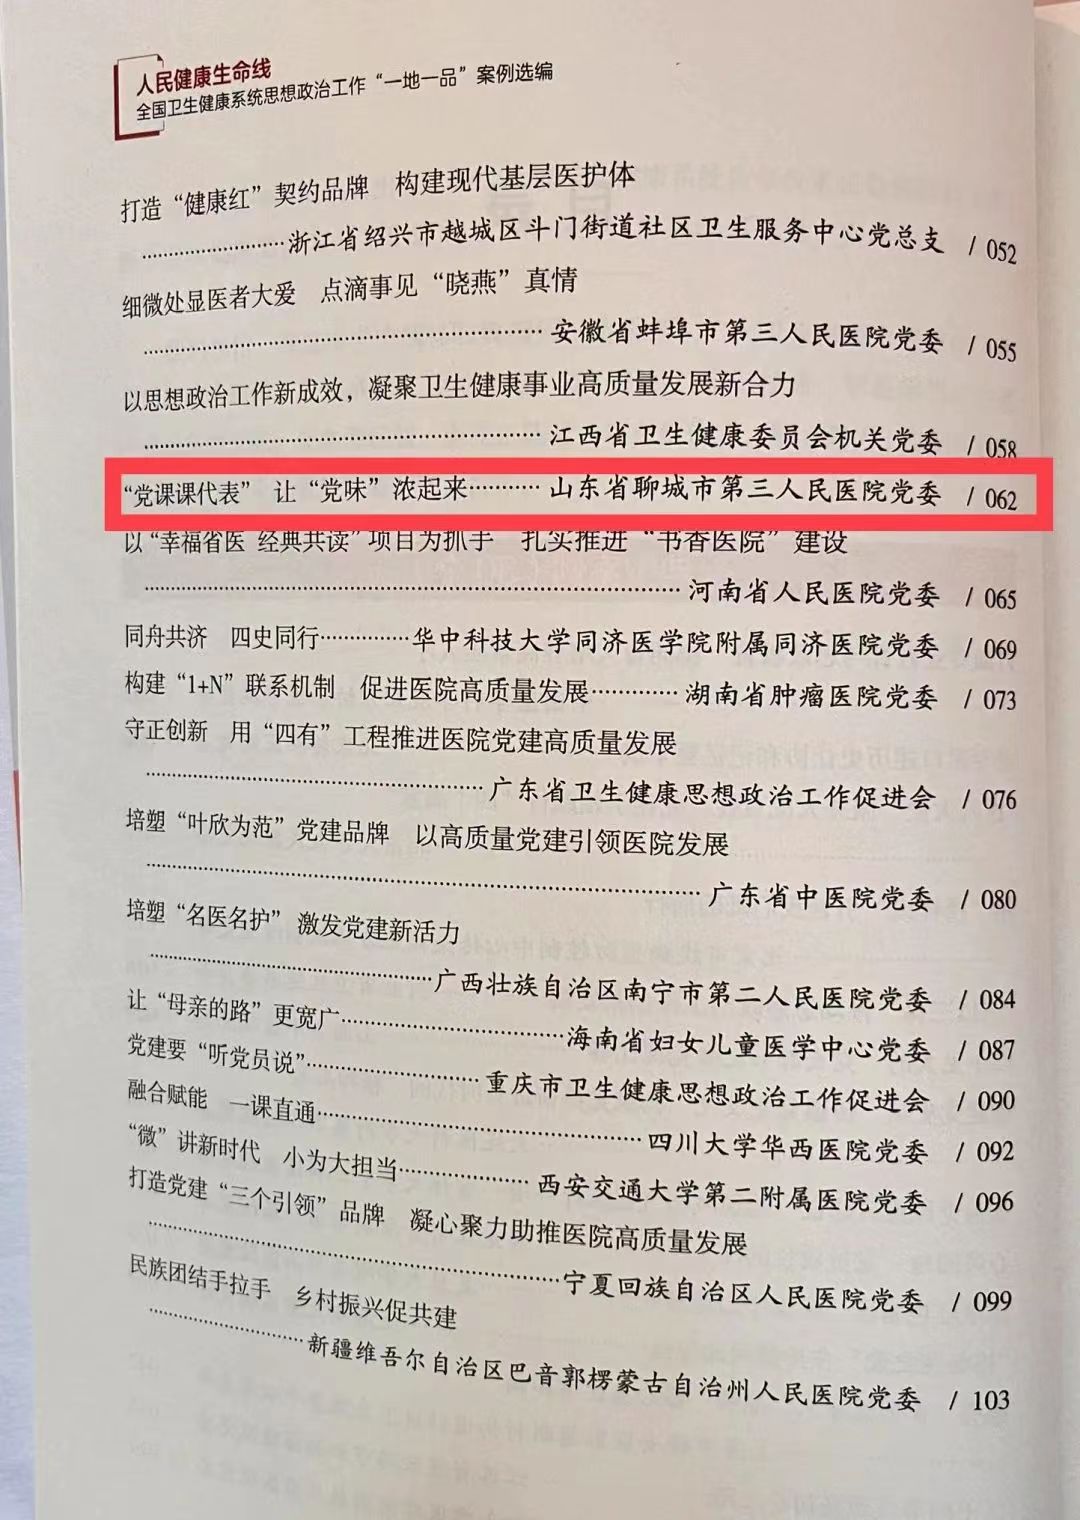 人民健康生命线
全国卫生健康系统思想政治工作“一地一品”案例选编
打造“健康红”契约品牌 构建现代基层医护体
……………浙江省绍兴市越城区斗门街道社区卫生服务中心党总支 / 052
细微处显医者大爱 点滴事见“晓燕”真情
……………安徽省蚌埠市第三人民医院党委 / 055
以思想政治工作新成效，凝聚卫生健康事业高质量发展新合力
……………江西省卫生健康委员会机关党委 / 058
“党课课代表” 让“党味”浓起来…………山东省聊城市第三人民医院党委 / 062
以“幸福省医 经典共读”项目为抓手 扎实推进“书香医院”建设
……………河南省人民医院党委 / 065
同舟共济 四史同行……………华中科技大学同济医学院附属同济医院党委 / 069
构建“1+N”联系机制 促进医院高质量发展……………湖南省肿瘤医院党委 / 073
守正创新 用“四有”工程推进医院党建高质量发展
……………广东省卫生健康思想政治工作促进会 / 076
培塑“叶欣为范”党建品牌 以高质量党建引领医院发展
……………广东省中医院党委 / 080
培塑“名医名护” 激发党建新活力
……………广西壮族自治区南宁市第二人民医院党委 / 084
让“母亲的路”更宽广……………海南省妇女儿童医学中心党委 / 087
党建要“听党员说”……………重庆市卫生健康思想政治工作促进会 / 090
融合赋能 一课直通……………四川大学华西医院党委 / 092
“微”讲新时代 小为大担当……………西安交通大学第二附属医院党委 / 096
打造党建“三个引领”品牌 凝心聚力助推医院高质量发展
……………宁夏回族自治区人民医院党委 / 099
民族团结手拉手 乡村振兴促共建
……………新疆维吾尔自治区巴音郭楞蒙古自治州人民医院党委 / 103